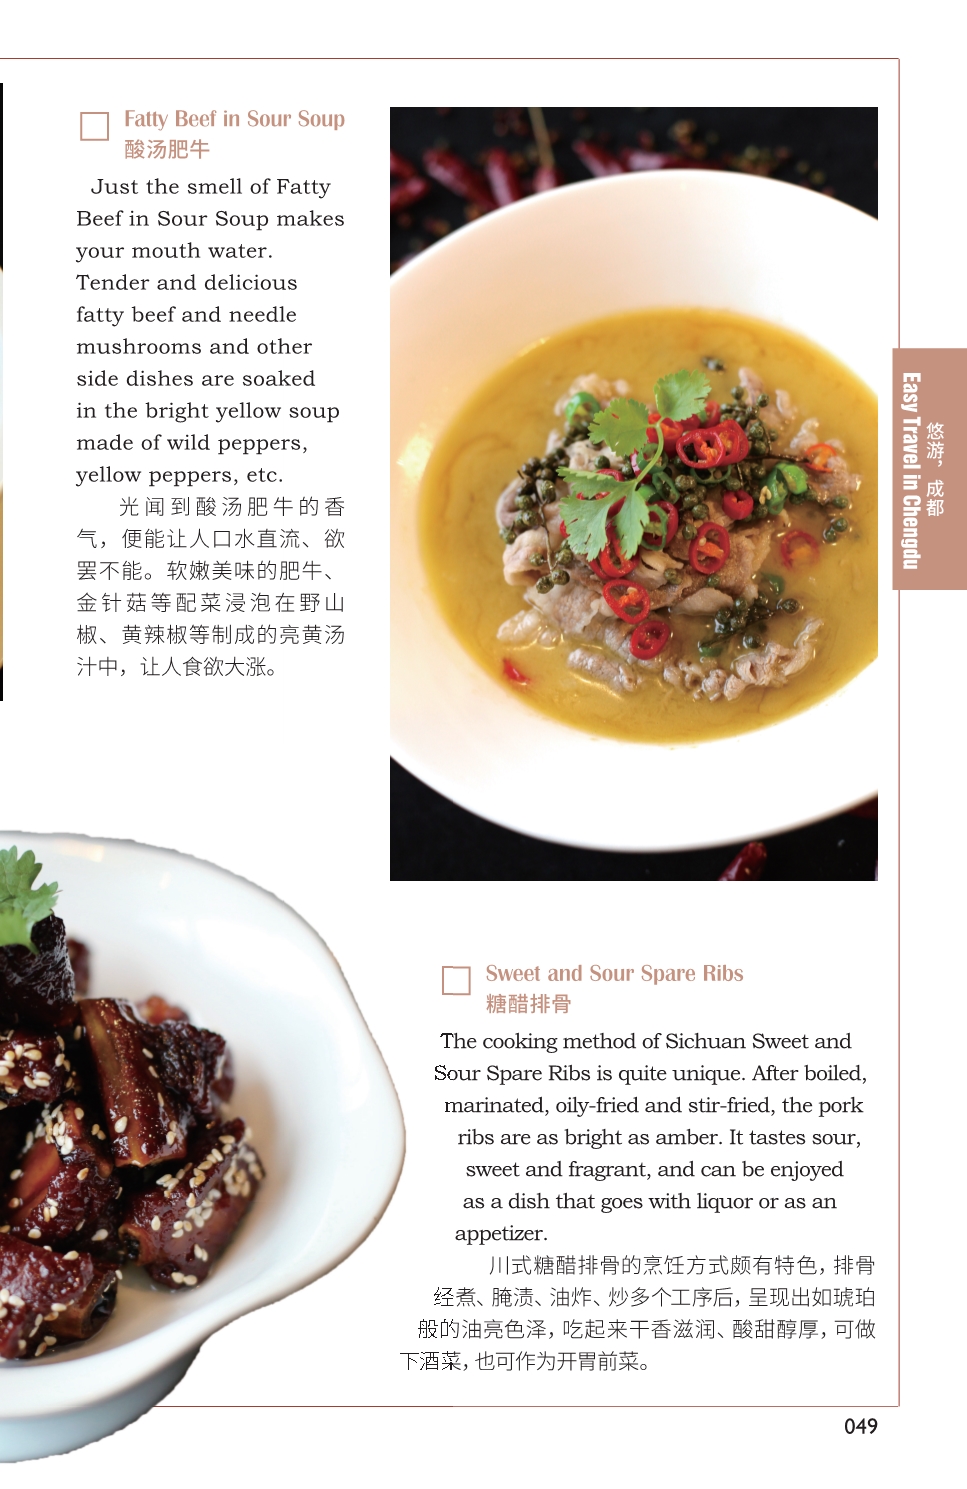 Fatty Beef in Sour Soup
酸汤肥牛
Just the smell of Fatty
Beef in Sour Soup makes
your mouth water.
Tender and delicious
fatty beef and needle
mushrooms and other
side dishes are soaked
in the bright yellow soup
made of wild peppers,
yellow peppers, etc.
光闻到酸汤肥牛的香
气，便能让人口水直流、欲
罢不能。软嫩美味的肥牛、
金针菇等配菜浸泡在野山
椒、黄辣椒等制成的亮黄汤
汁中，让人食欲大涨。
Easy Travel in Chengdu
悠游，成都
Sweet and Sour Spare Ribs
糖醋排骨
The cooking method of Sichuan Sweet and
Sour Spare Ribs is quite unique. After boiled,
marinated, oily-fried and stir-fried, the pork
ribs are as bright as amber. It tastes sour,
sweet and fragrant, and can be enjoyed
as a dish that goes with liquor or as an
appetizer.
川式糖醋排骨的烹饪方式颇有特色，排骨
经煮、腌渍、油炸、炒多个工序后，呈现出如琥珀
般的油亮色泽，吃起来干香滋润、酸甜醇厚，可做
下酒菜，也可作为开胃前菜。
049